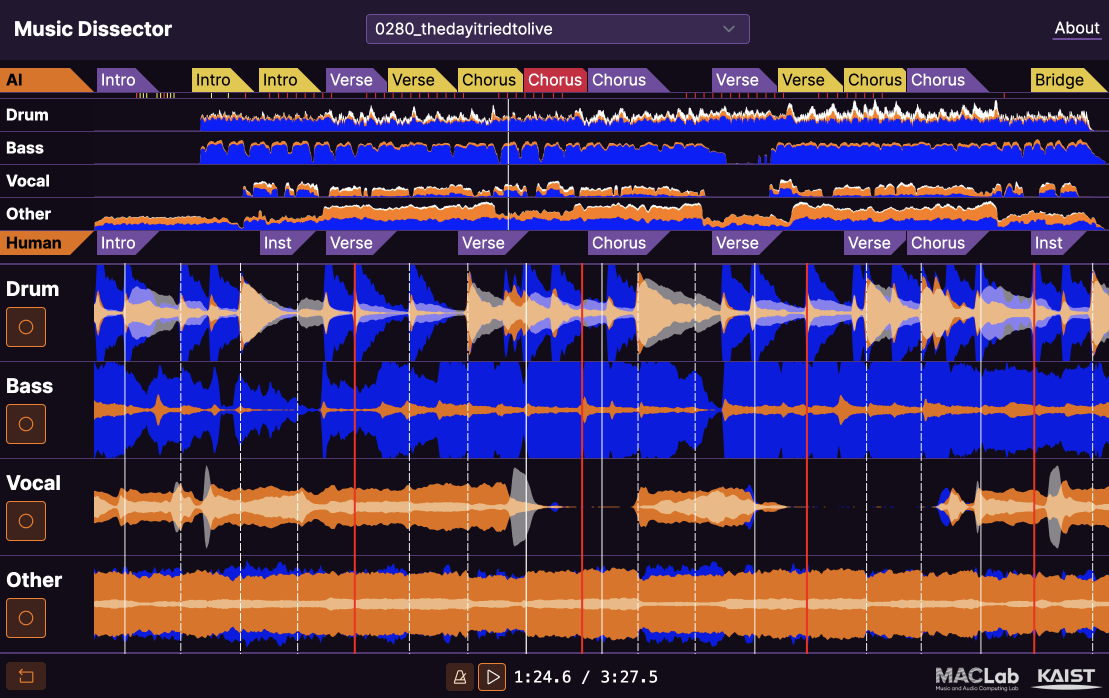 Music Dissector
0280_thedayitriedtolive
About
AI Intro Intro Intro Verse Verse Chorus Chorus Chorus Verse Verse Chorus Chorus Bridge
Drum
Bass
Vocal
Other
Human Intro Inst Verse Verse Chorus Verse Verse Chorus Inst
Drum
Bass
Vocal
Other
1:24.6 / 3:27.5
MACLab KAIST
Music and Audio Computing Lab